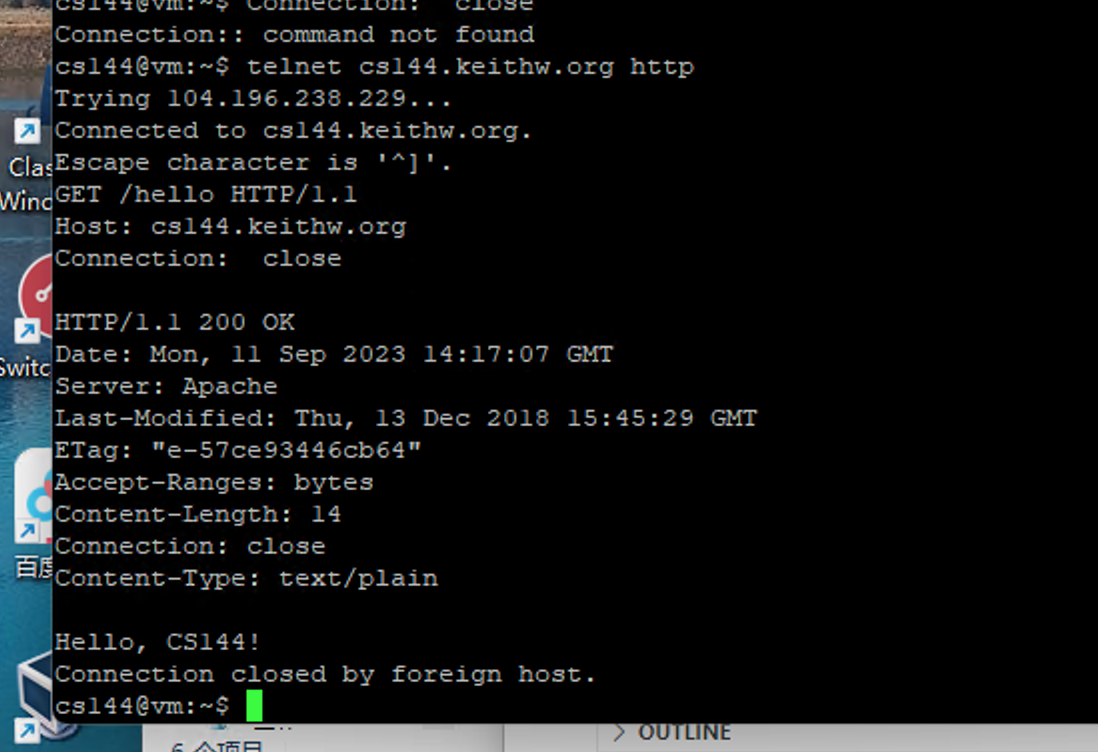 cs144@vm:~$ Connection:  close
Connection:: command not found
cs144@vm:~$ telnet cs144.keithw.org http
Trying 104.196.238.229...
Connected to cs144.keithw.org.
Escape character is '^]'.
GET /hello HTTP/1.1
Host: cs144.keithw.org
Connection:  close

HTTP/1.1 200 OK
Date: Mon, 11 Sep 2023 14:17:07 GMT
Server: Apache
Last-Modified: Thu, 13 Dec 2018 15:45:29 GMT
ETag: "e-57ce93446cb64"
Accept-Ranges: bytes
Content-Length: 14
Connection: close
Content-Type: text/plain

Hello, CS144!
Connection closed by foreign host.
cs144@vm:~$
Clas
Wind
Switc
百度
6 个项目
> OUTLINE